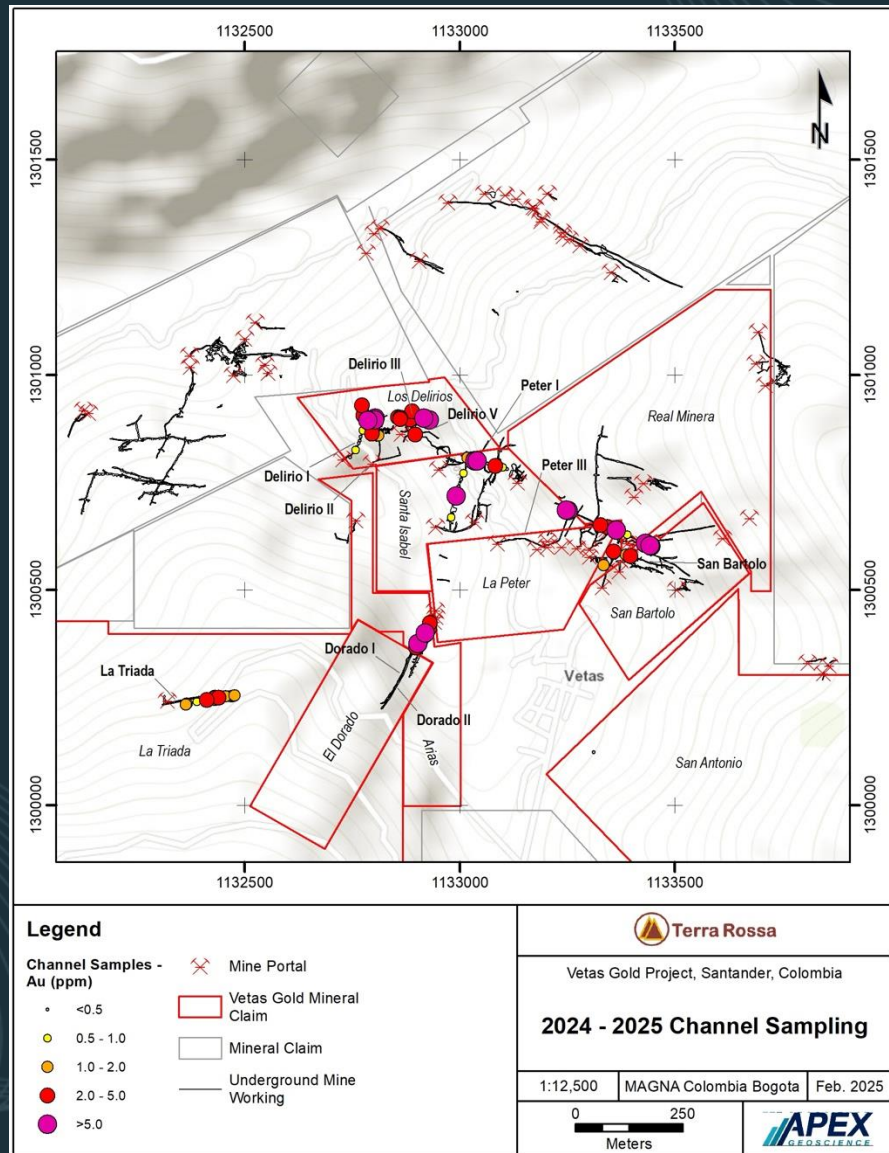 1132500
1133000
1133500
1301500
1301500
1301000
1301000
1300500
1300500
1300000
1300000
N
Delirio III
Los Delirios
Peter I
Delirio V
Real Minera
Peter III
Delirio I
Delirio II
Santa Isabel
La Peter
San Bartolo
San Bartolo
Dorado I
Vetas
La Triada
Dorado II
La Triada
El Dorado
Arias
San Antonio
1132500
1133000
1133500
Legend
Channel Samples -
Au (ppm)
<0.5
0.5 - 1.0
1.0 - 2.0
2.0 - 5.0
>5.0
Mine Portal
Vetas Gold Mineral
Claim
Mineral Claim
Underground Mine
Working
Terra Rossa
Vetas Gold Project, Santander, Colombia
2024 - 2025 Channel Sampling
1:12,500
MAGNA Colombia Bogota
Feb. 2025
0
250
Meters
APEX
GEOSCIENCE